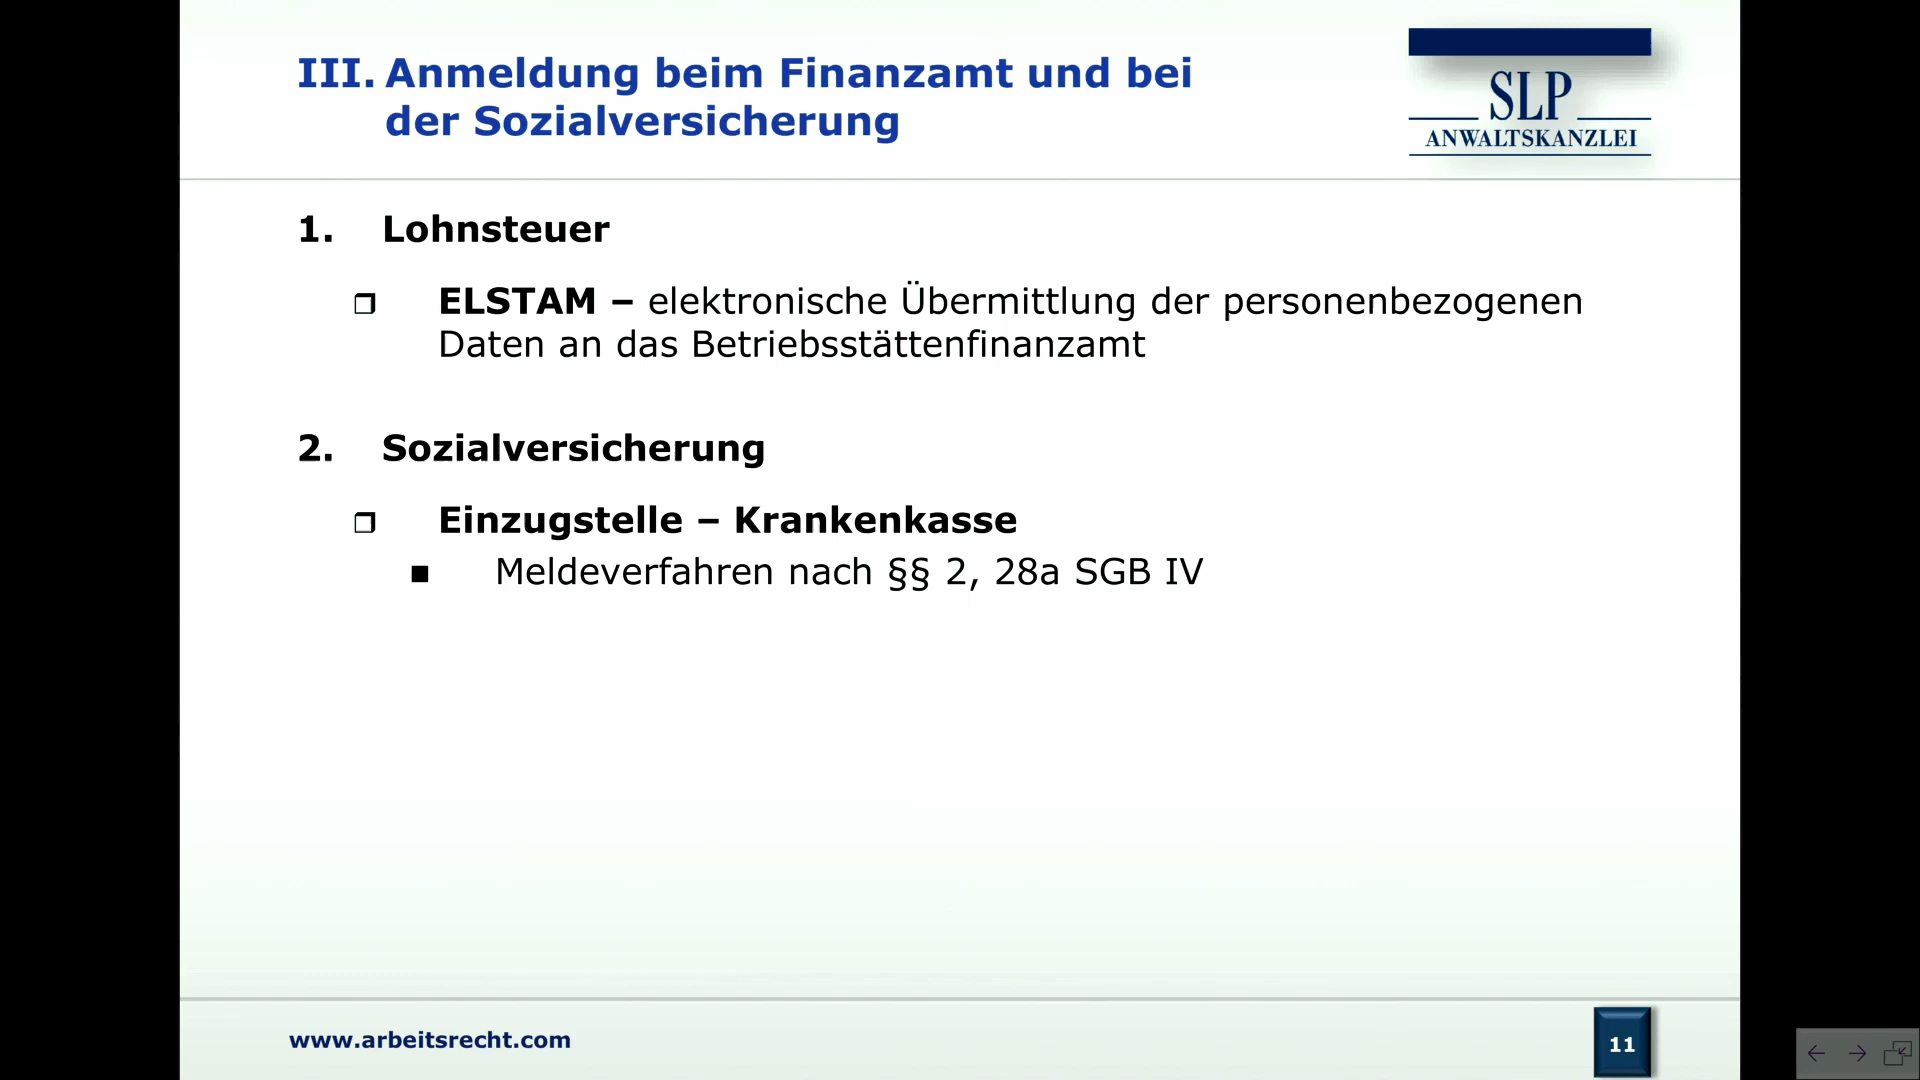 III. Anmeldung beim Finanzamt und bei
der Sozialversicherung
SLP
ANWALTSKANZLEI
1. Lohnsteuer
ELSTAM – elektronische Übermittlung der personenbezogenen
Daten an das Betriebsstättenfinanzamt
2. Sozialversicherung
Einzugstelle – Krankenkasse
Meldeverfahren nach §§ 2, 28a SGB IV
www.arbeitsrecht.com
11